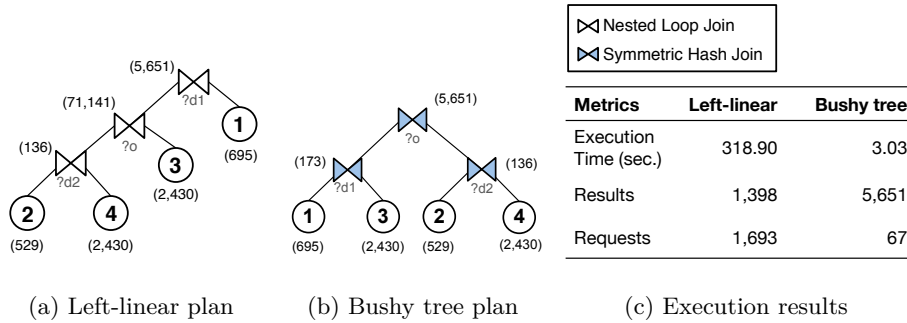 (5,651)
?d1
(71,141)
1
(695)
?o
(136)
3
(2,430)
?d2
2
4
(529)
(2,430)
(a) Left-linear plan
(5,651)
?o
(173)
?d1
(136)
?d2
1
3
2
4
(695)
(2,430)
(529)
(2,430)
(b) Bushy tree plan
Nested Loop Join
Symmetric Hash Join
Metrics Left-linear Bushy tree
Execution
Time (sec.) 318.90 3.03
Results 1,398 5,651
Requests 1,693 67
(c) Execution results